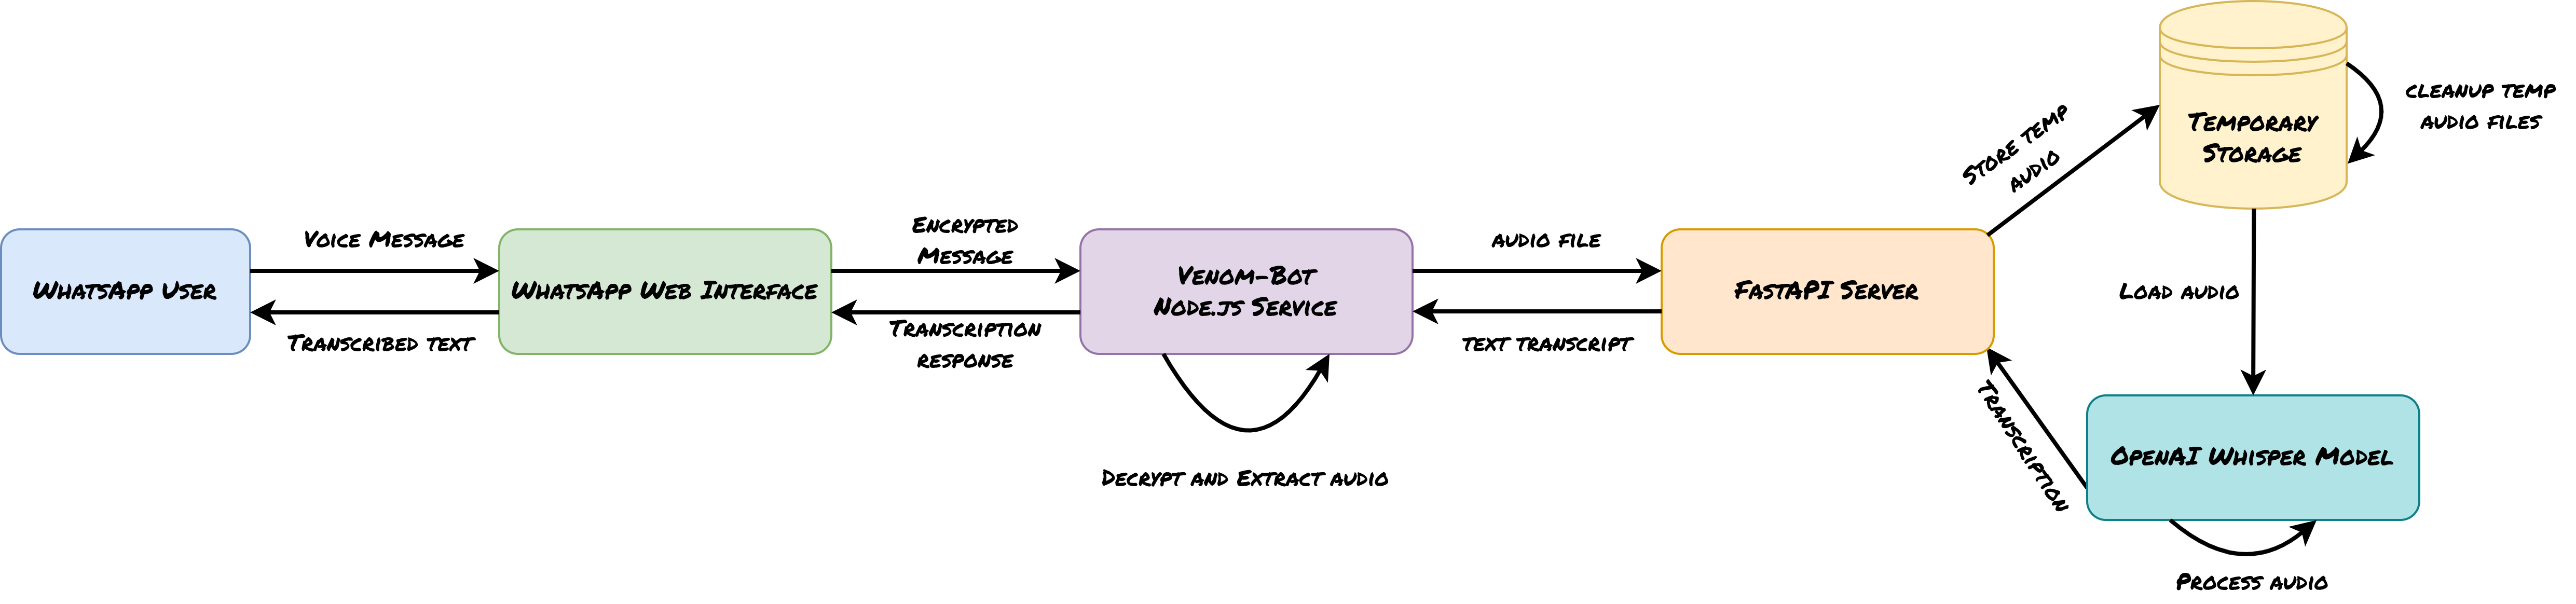 WhatsApp User
Voice Message
Transcribed text
WhatsApp Web Interface
Encrypted
Message
Transcription
response
Venom-Bot
Node.js Service
Decrypt and Extract audio
audio file
text transcript
FastAPI Server
Store temp
audio
Temporary
Storage
cleanup temp
audio files
Load audio
Transcription
OpenAI Whisper Model
Process audio